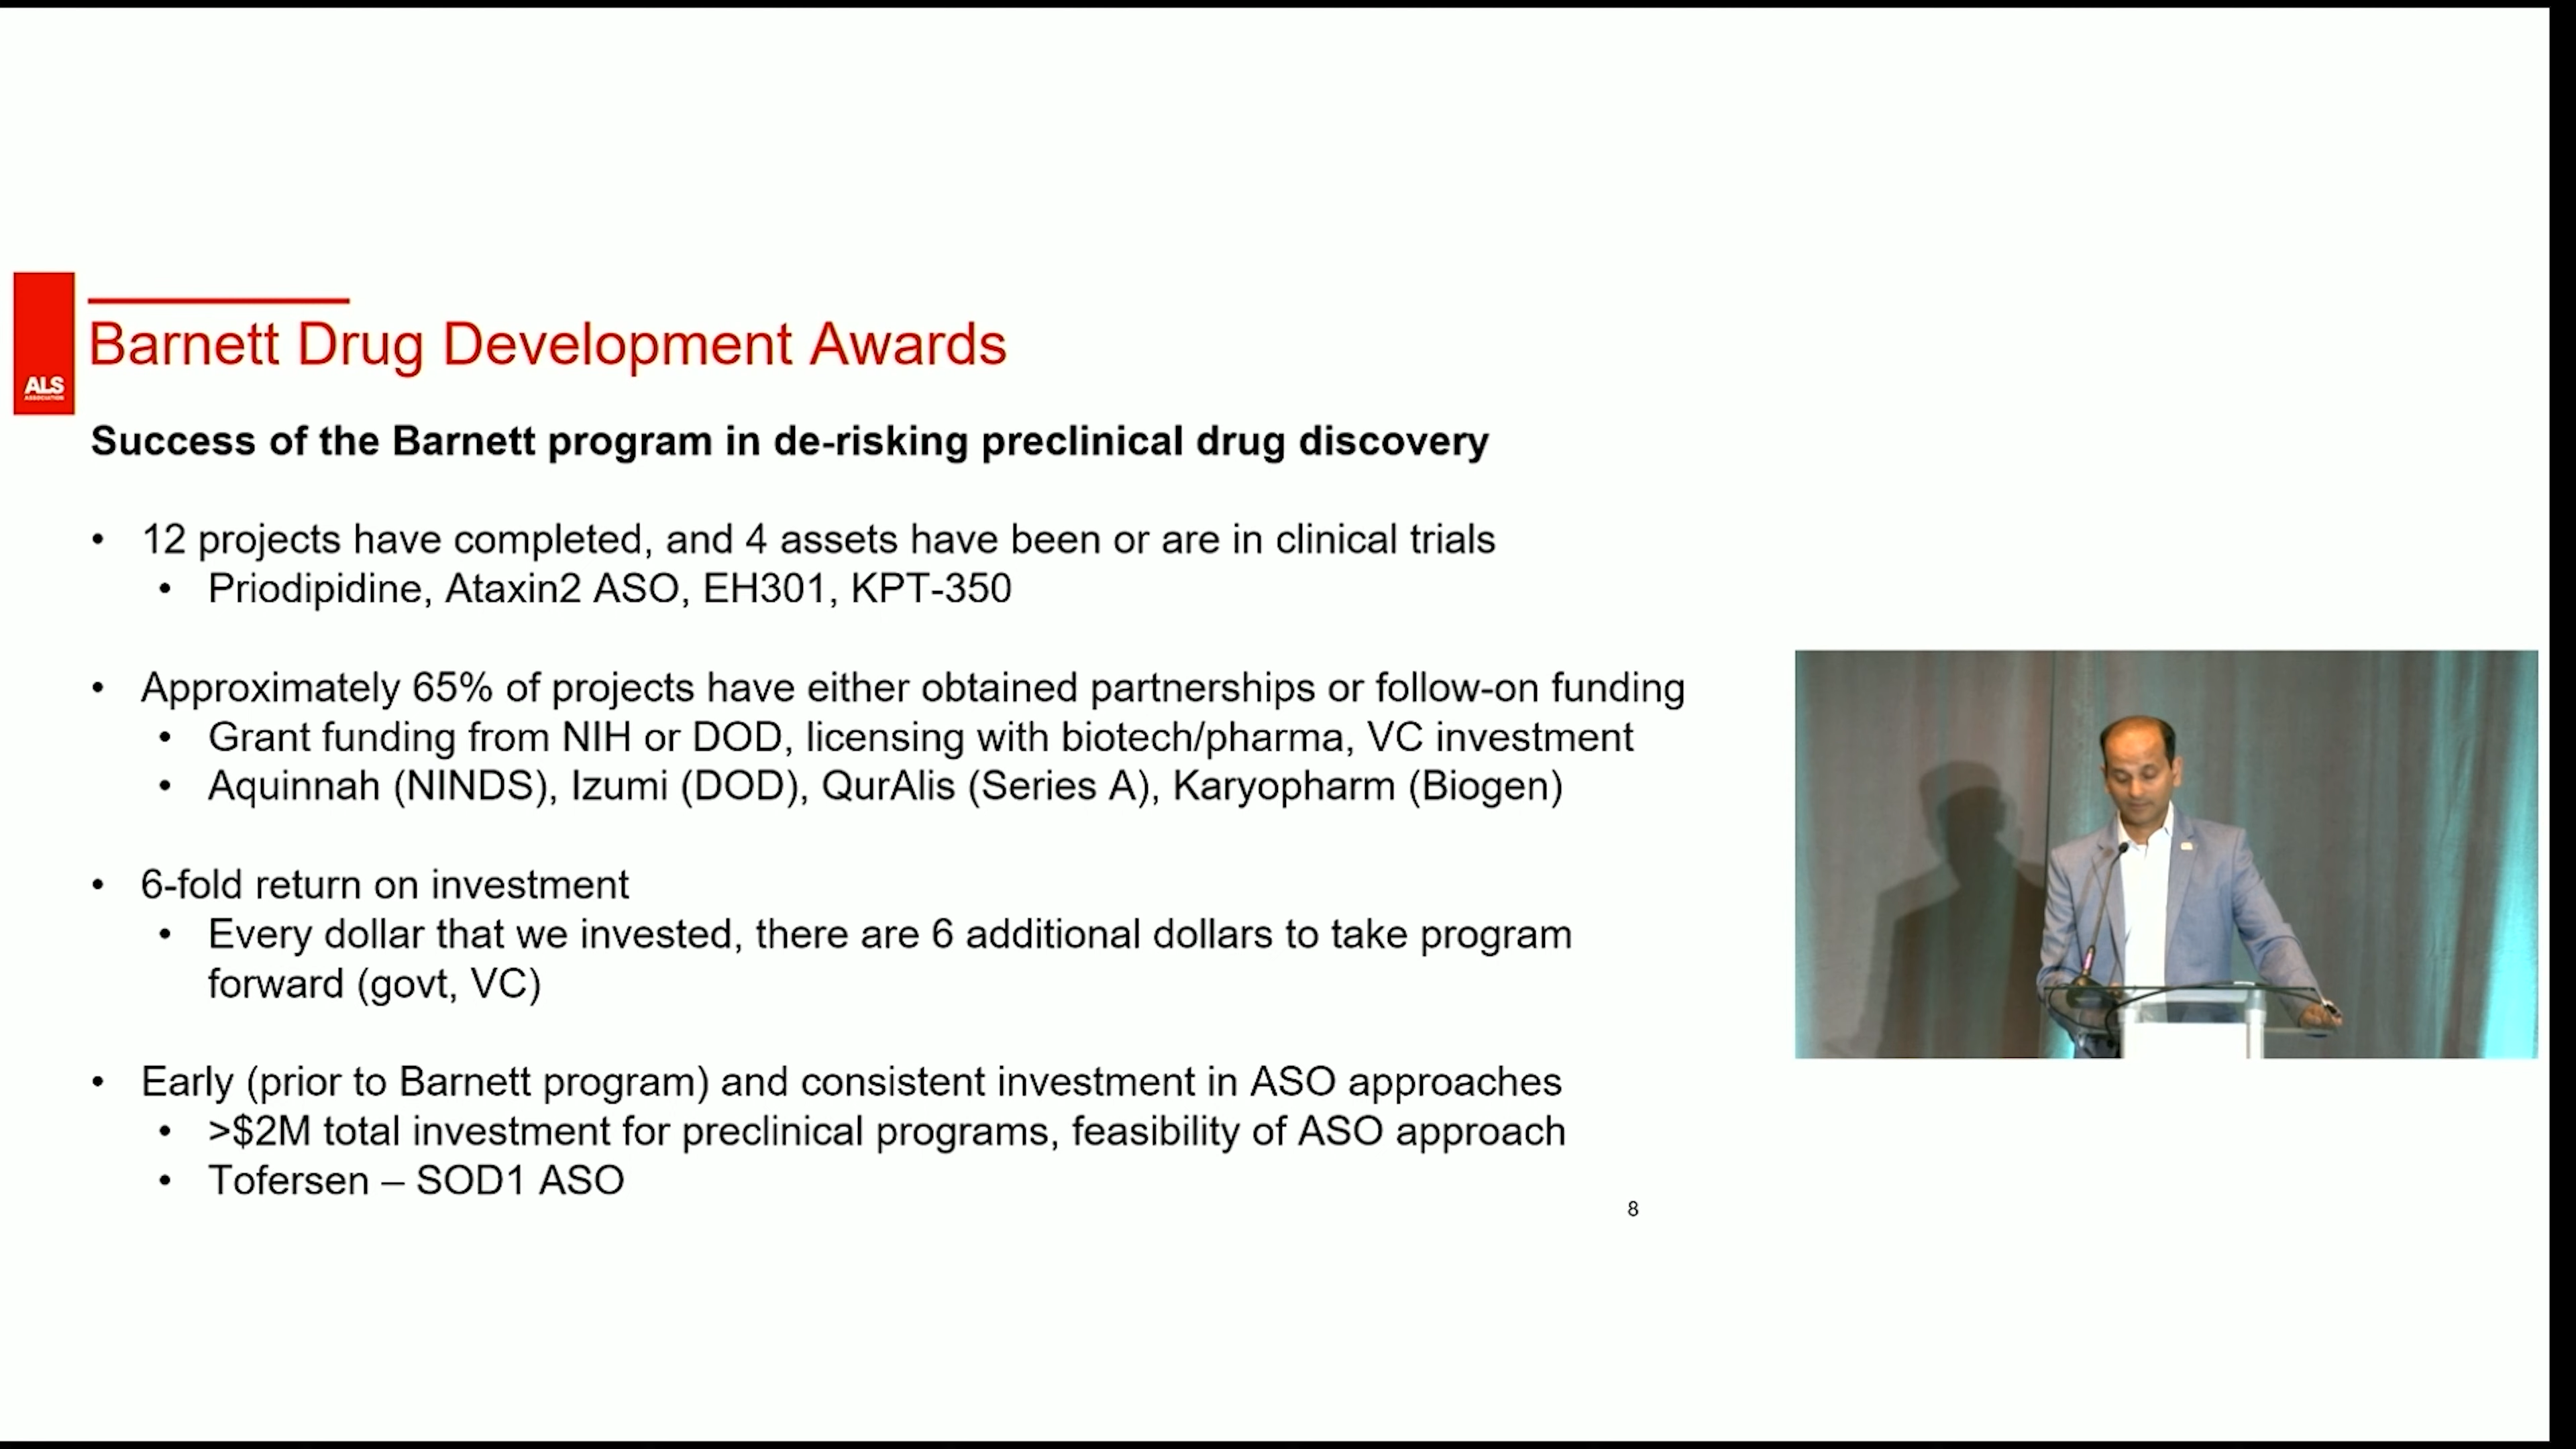 Barnett Drug Development Awards
ALS
ASSOCIATION
Success of the Barnett program in de-risking preclinical drug discovery
• 12 projects have completed, and 4 assets have been or are in clinical trials
• Priodipidine, Ataxin2 ASO, EH301, KPT-350
• Approximately 65% of projects have either obtained partnerships or follow-on funding
• Grant funding from NIH or DOD, licensing with biotech/pharma, VC investment
• Aquinnah (NINDS), Izumi (DOD), QurAlis (Series A), Karyopharm (Biogen)
• 6-fold return on investment
• Every dollar that we invested, there are 6 additional dollars to take program
forward (govt, VC)
• Early (prior to Barnett program) and consistent investment in ASO approaches
• >$2M total investment for preclinical programs, feasibility of ASO approach
• Tofersen – SOD1 ASO
8